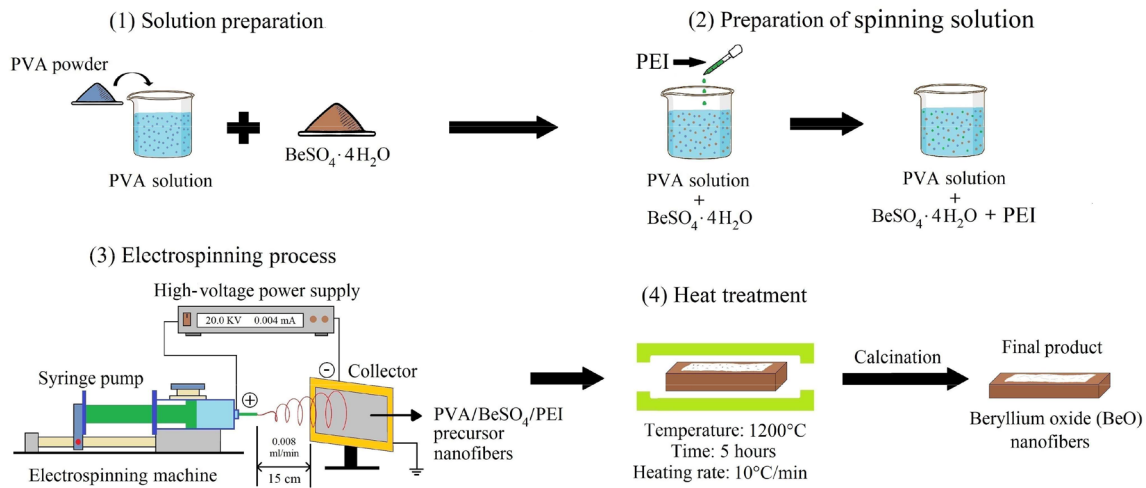 (1) Solution preparation
PVA powder
PVA solution
BeSO₄· 4H₂O
(2) Preparation of spinning solution
PEI
PVA solution
+
BeSO₄· 4H₂O
PVA solution
+
BeSO₄· 4H₂O + PEI
(3) Electrospinning process
High-voltage power supply
20.0 KV 0.004 mA
Syringe pump
+
−
Collector
PVA/BeSO₄/PEI
precursor
nanofibers
0.008
ml/min
15 cm
Electrospinning machine
(4) Heat treatment
Temperature: 1200°C
Time: 5 hours
Heating rate: 10°C/min
Calcination
Final product
Beryllium oxide (BeO)
nanofibers